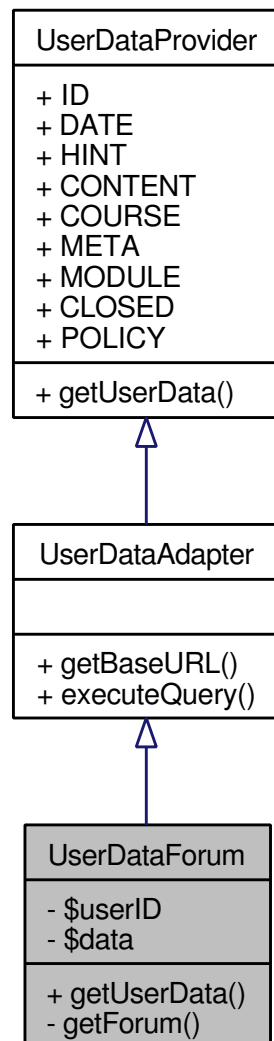 UserDataProvider
+ ID
+ DATE
+ HINT
+ CONTENT
+ COURSE
+ META
+ MODULE
+ CLOSED
+ POLICY
+ getUserData()
UserDataAdapter
+ getBaseURL()
+ executeQuery()
UserDataForum
- $userID
- $data
+ getUserData()
- getForum()